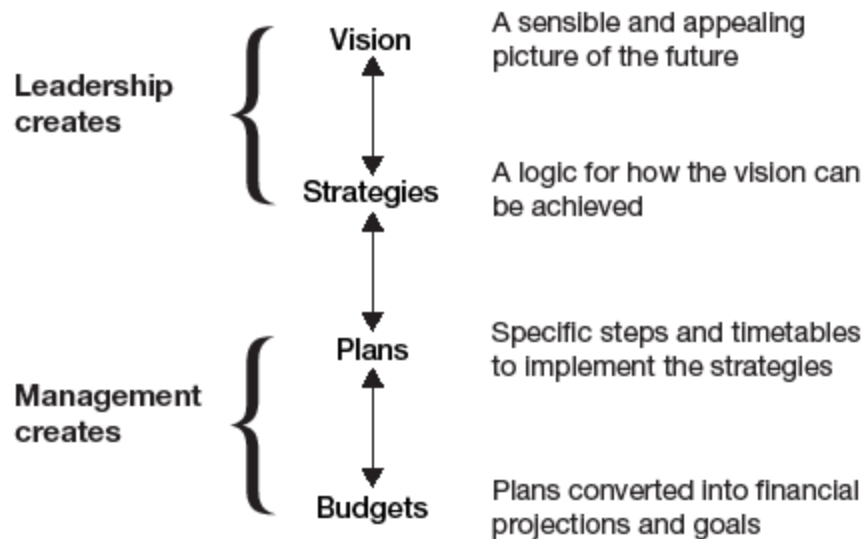 Vision
A sensible and appealing
picture of the future
Leadership
creates
Strategies
A logic for how the vision can
be achieved
Plans
Specific steps and timetables
to implement the strategies
Management
creates
Budgets
Plans converted into financial
projections and goals